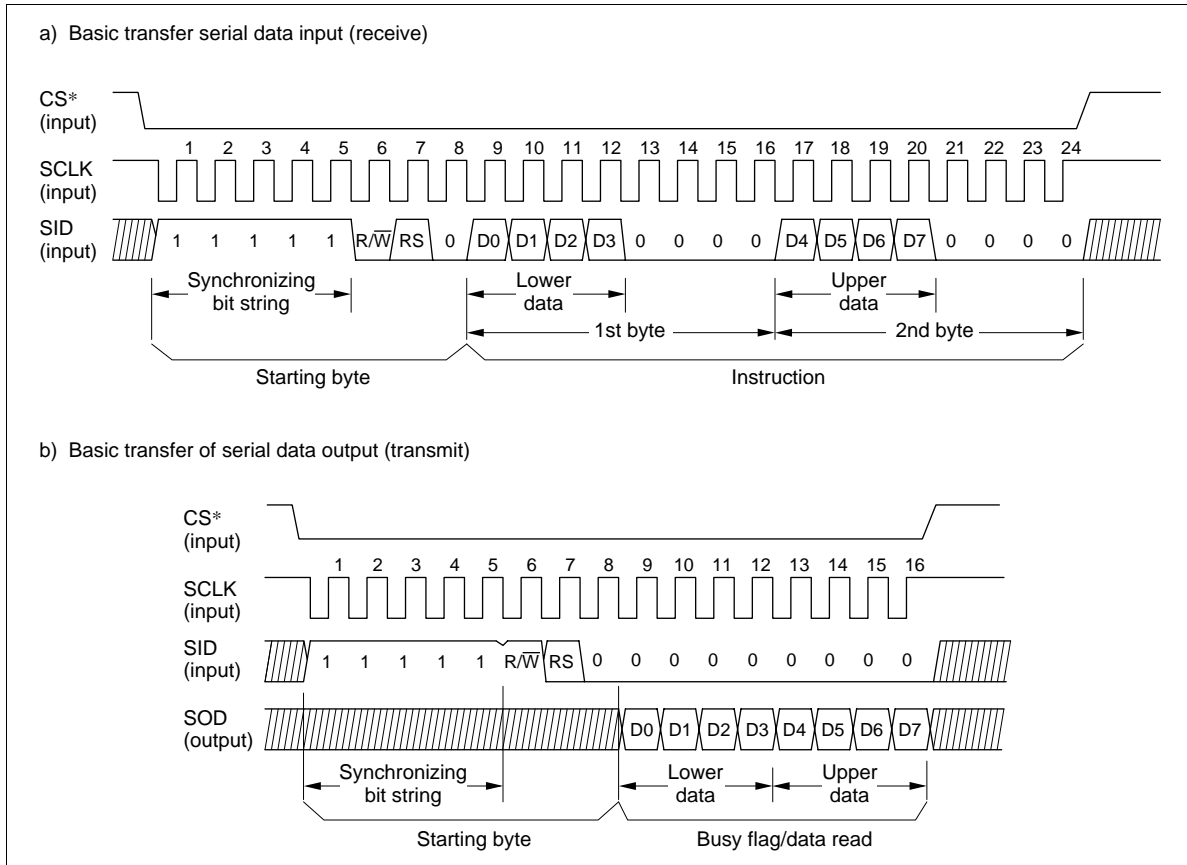 a) Basic transfer serial data input (receive)
CS*
(input)
1 2 3 4 5 6 7 8 9 10 11 12 13 14 15 16 17 18 19 20 21 22 23 24
SCLK
(input)
SID
(input)
1 1 1 1 1 R/W̅ RS 0 D0 D1 D2 D3 0 0 0 0 D4 D5 D6 D7 0 0 0 0
Synchronizing
bit string
Lower
data
Upper
data
1st byte
2nd byte
Starting byte
Instruction
b) Basic transfer of serial data output (transmit)
CS*
(input)
1 2 3 4 5 6 7 8 9 10 11 12 13 14 15 16
SCLK
(input)
SID
(input)
1 1 1 1 1 R/W̅ RS 0 0 0 0 0 0 0 0 0
SOD
(output)
D0 D1 D2 D3 D4 D5 D6 D7
Synchronizing
bit string
Lower
data
Upper
data
Starting byte
Busy flag/data read